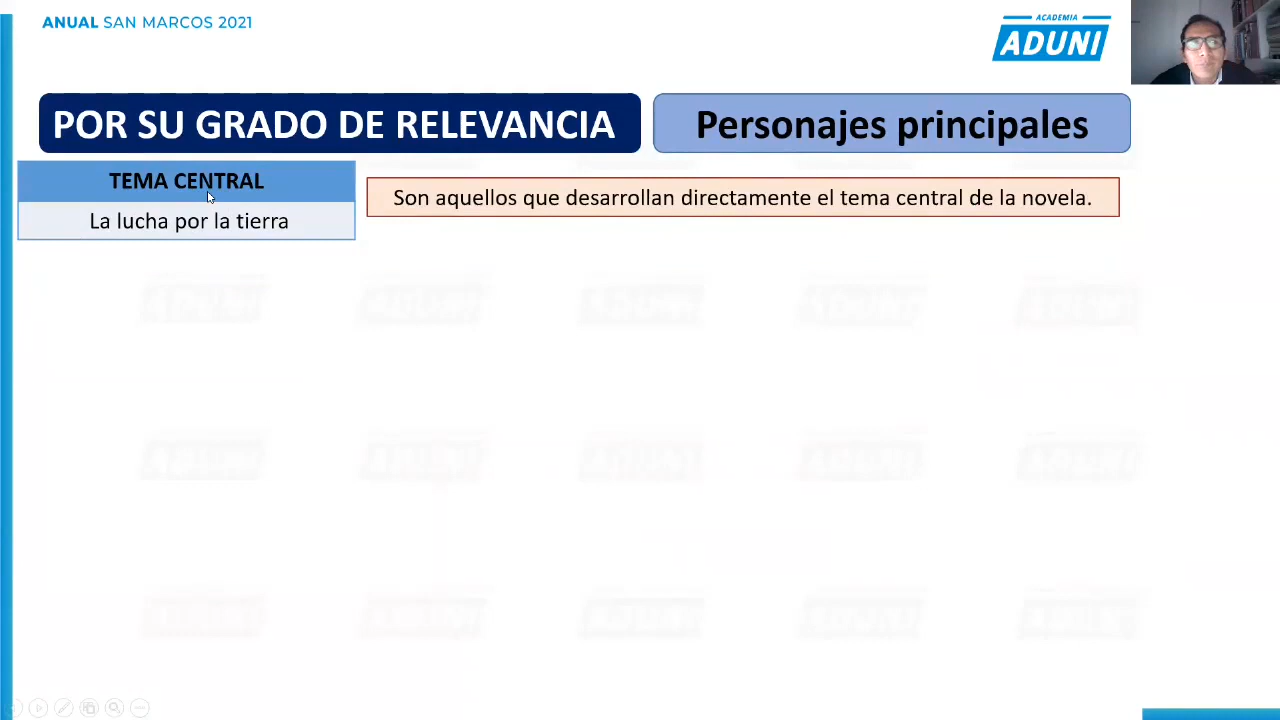 ANUAL SAN MARCOS 2021
ACADEMIA
ADUNI
POR SU GRADO DE RELEVANCIA
Personajes principales
TEMA CENTRAL
La lucha por la tierra
Son aquellos que desarrollan directamente el tema central de la novela.